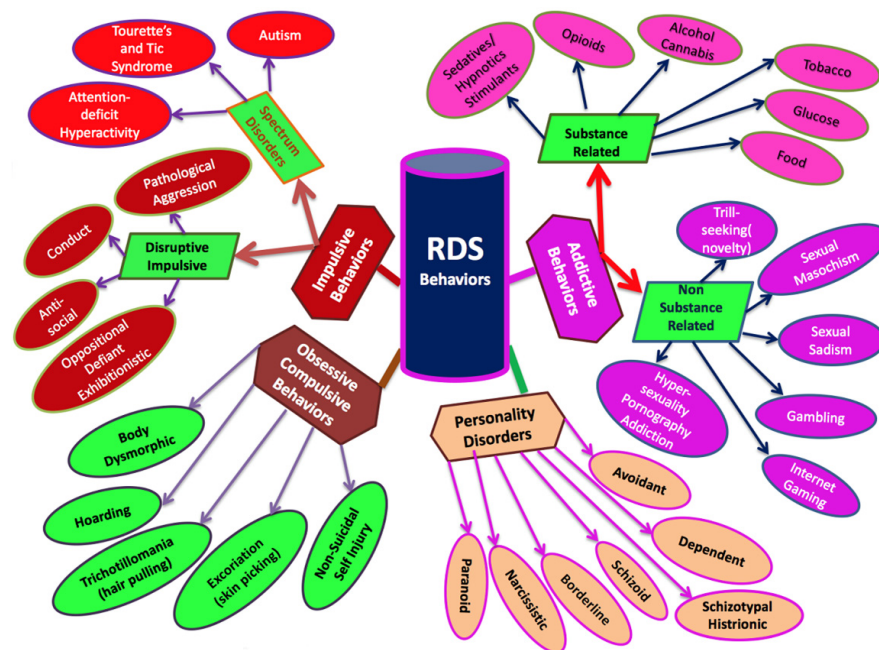 Tourette's
and Tic
Syndrome
Autism
Attention-
deficit
Hyperactivity
Spectrum
Disorders
Pathological
Aggression
Conduct
Anti-
social
Oppositional
Defiant
Exhibitionistic
Disruptive
Impulsive
Impulsive
Behaviors
RDS
Behaviors
Addictive
Behaviors
Sedatives/
Hypnotics
Stimulants
Opioids
Alcohol
Cannabis
Tobacco
Glucose
Food
Substance
Related
Trill-
seeking(
novelty)
Sexual
Masochism
Sexual
Sadism
Gambling
Internet
Gaming
Hyper-
sexuality
Pornography
Addiction
Non
Substance
Related
Obsessive
Compulsive
Behaviors
Body
Dysmorphic
Hoarding
Trichotillomania
(hair pulling)
Excoriation
(skin picking)
Non-Suicidal
Self Injury
Personality
Disorders
Avoidant
Dependent
Schizotypal
Histrionic
Schizoid
Borderline
Narcissistic
Paranoid